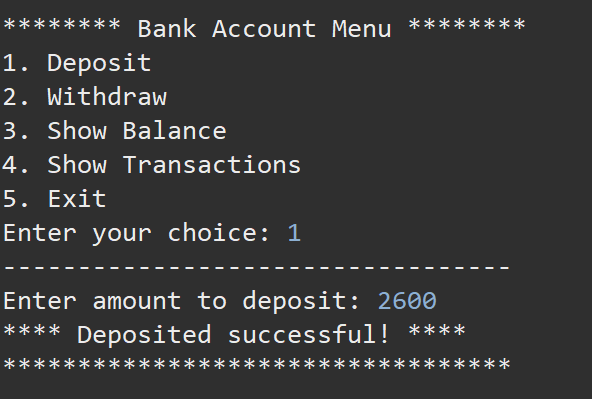 ******** Bank Account Menu ********
1. Deposit
2. Withdraw
3. Show Balance
4. Show Transactions
5. Exit
Enter your choice: 1
----------------------------------
Enter amount to deposit: 2600
**** Deposited successful! ****
**********************************